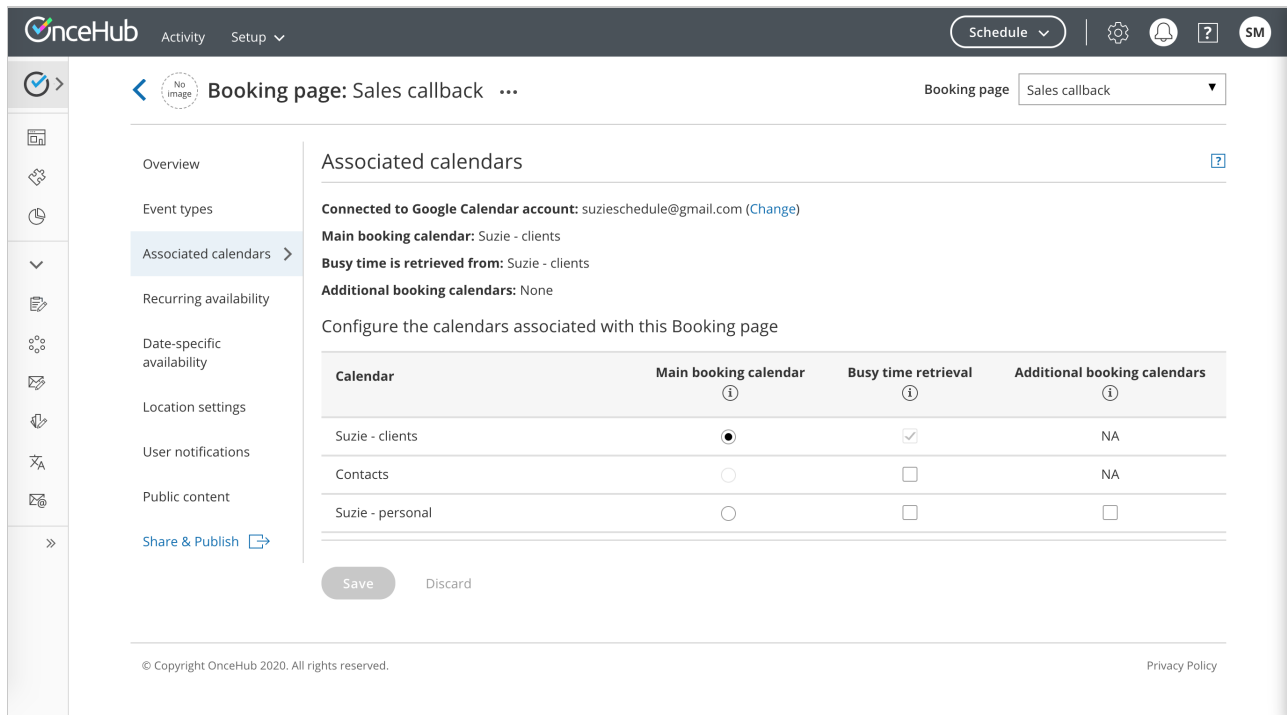 OnceHub Activity Setup Schedule ? SM
No image Booking page: Sales callback ••• Booking page Sales callback
Overview
Event types
Associated calendars
Recurring availability
Date-specific
availability
Location settings
User notifications
Public content
Share & Publish
Associated calendars ?
Connected to Google Calendar account: suzieschedule@gmail.com (Change)
Main booking calendar: Suzie - clients
Busy time is retrieved from: Suzie - clients
Additional booking calendars: None
Configure the calendars associated with this Booking page
Calendar Main booking calendar Busy time retrieval Additional booking calendars
i i i
Suzie - clients NA
Contacts NA
Suzie - personal
Save Discard
© Copyright OnceHub 2020. All rights reserved. Privacy Policy